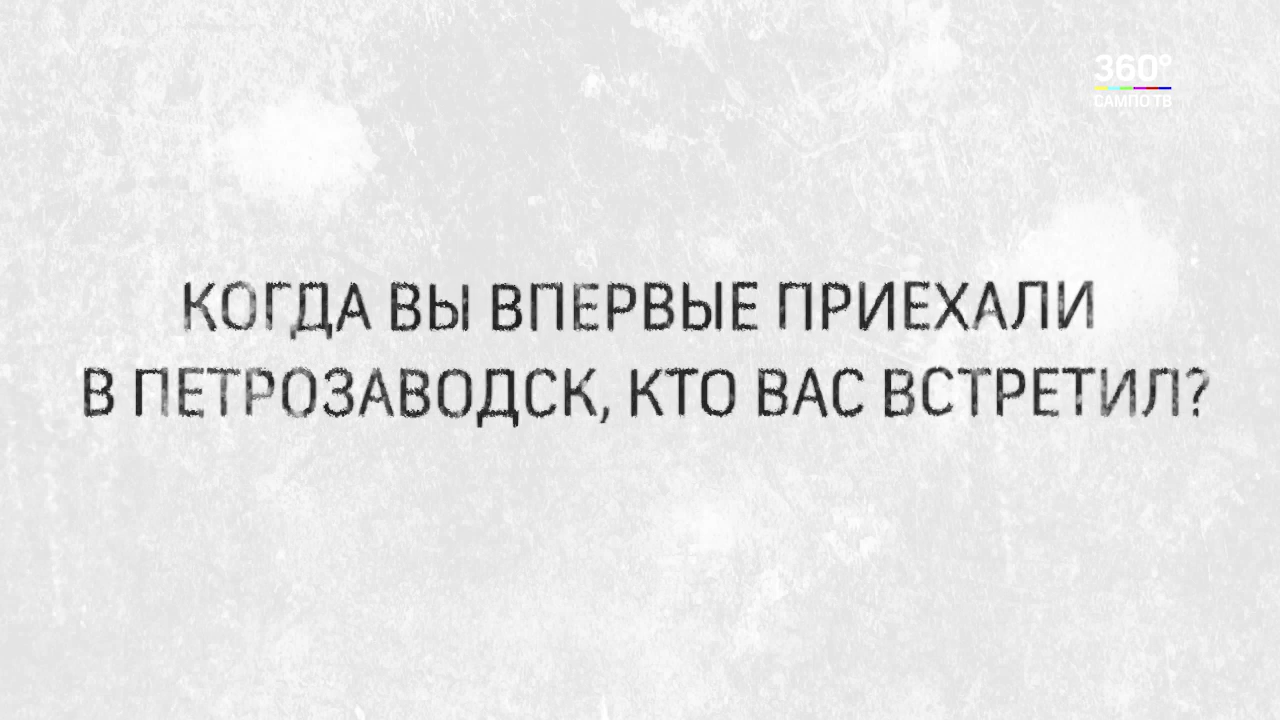 360°
САМПО ТВ
КОГДА ВЫ ВПЕРВЫЕ ПРИЕХАЛИ
В ПЕТРОЗАВОДСК, КТО ВАС ВСТРЕТИЛ?